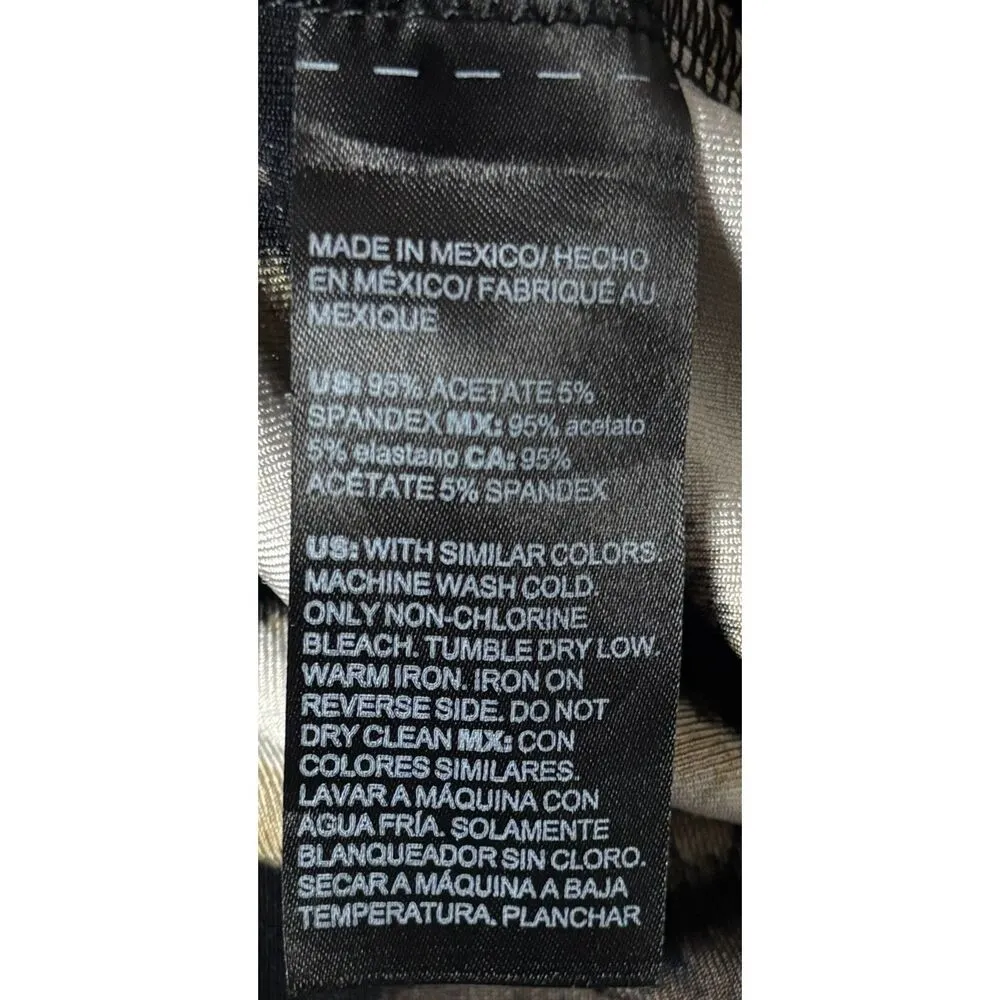 MADE IN MEXICO/ HECHO
EN MÉXICO/ FABRIQUÉ AU
MEXIQUE
US: 95% ACETATE 5%
SPANDEX MX: 95% acetato
5% elastano CA: 95%
ACÉTATE 5% SPANDEX
US: WITH SIMILAR COLORS.
MACHINE WASH COLD.
ONLY NON-CHLORINE
BLEACH. TUMBLE DRY LOW.
WARM IRON. IRON ON
REVERSE SIDE. DO NOT
DRY CLEAN MX: CON
COLORES SIMILARES.
LAVAR A MÁQUINA CON
AGUA FRÍA. SOLAMENTE
BLANQUEADOR SIN CLORO.
SECAR A MÁQUINA A BAJA
TEMPERATURA. PLANCHAR